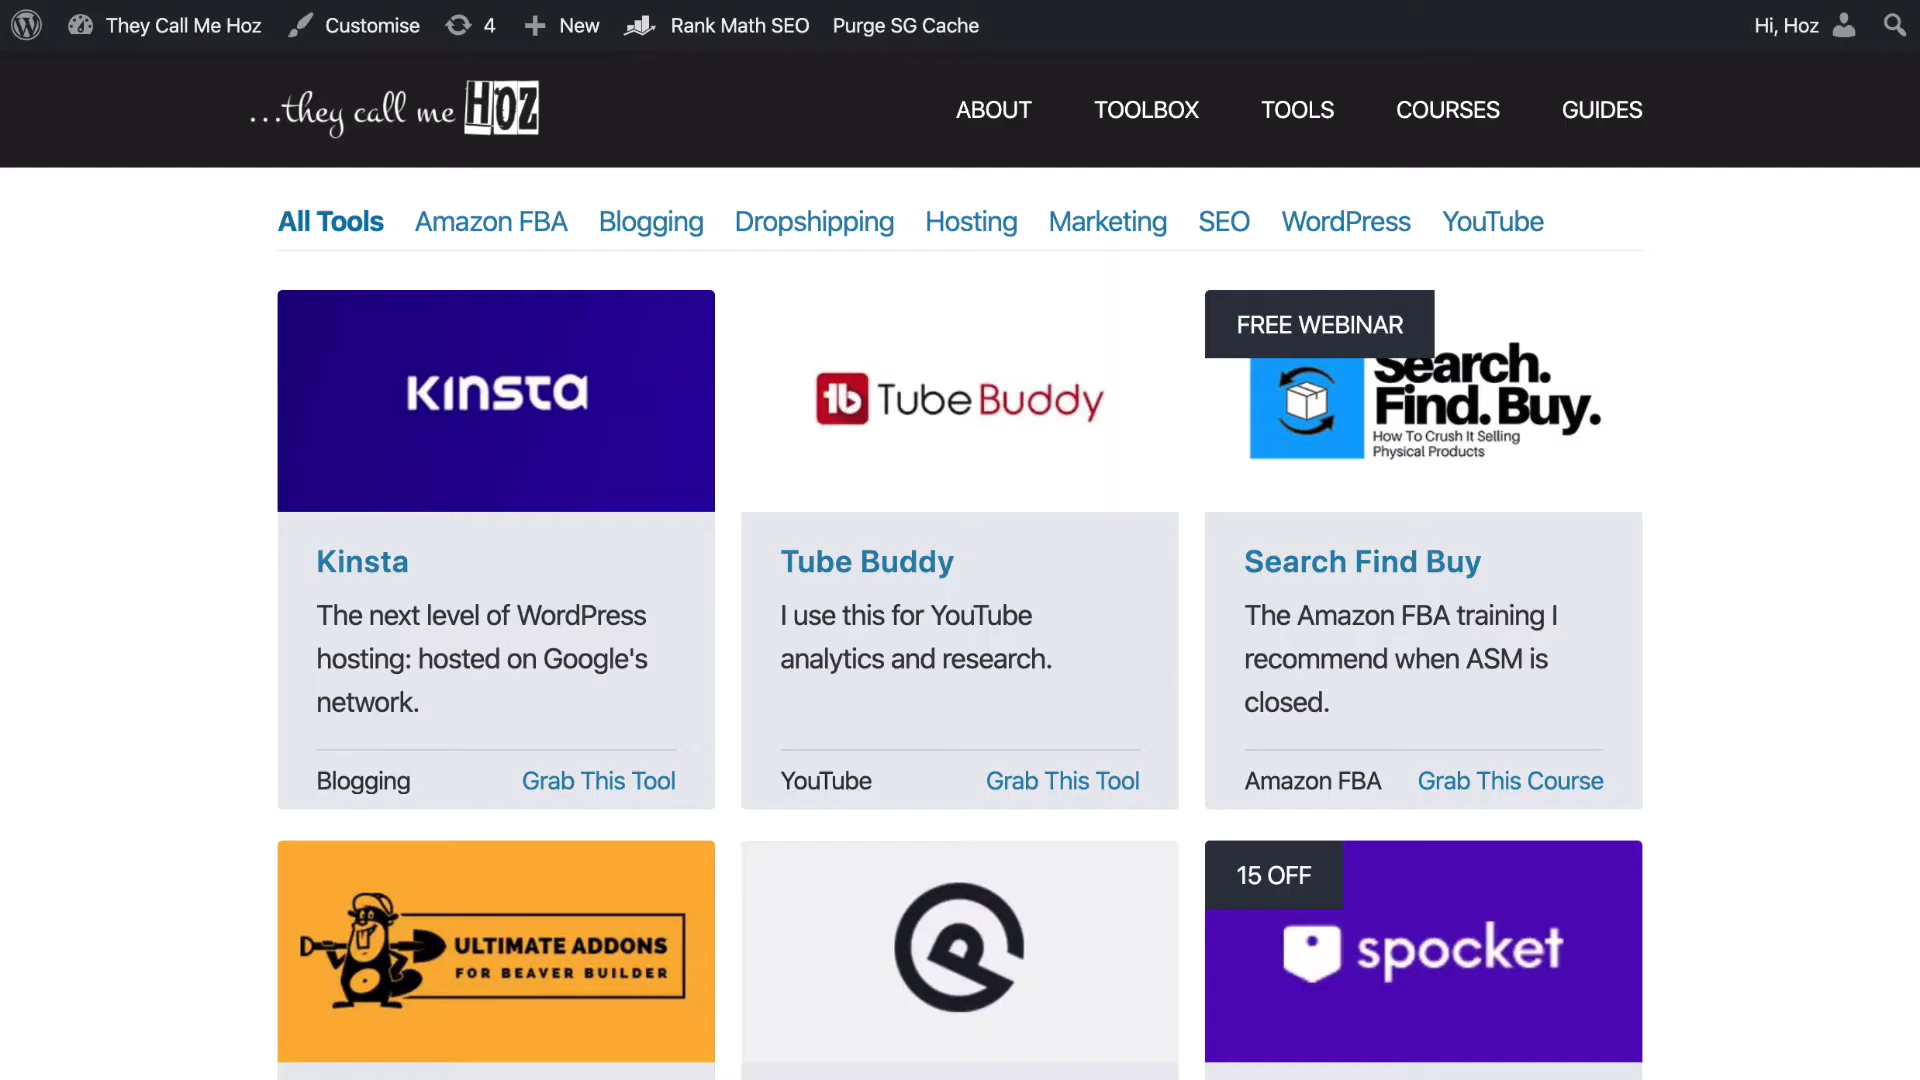 They Call Me Hoz Customise 4 New Rank Math SEO Purge SG Cache Hi, Hoz
...they call me HOZ
ABOUT TOOLBOX TOOLS COURSES GUIDES
All Tools Amazon FBA Blogging Dropshipping Hosting Marketing SEO WordPress YouTube
Kinsta
Kinsta
The next level of WordPress
hosting: hosted on Google's
network.
Blogging Grab This Tool
tb TubeBuddy
Tube Buddy
I use this for YouTube
analytics and research.
YouTube Grab This Tool
FREE WEBINAR
Search.
Find. Buy.
How To Crush It Selling
Physical Products
Search Find Buy
The Amazon FBA training I
recommend when ASM is
closed.
Amazon FBA Grab This Course
ULTIMATE ADDONS
FOR BEAVER BUILDER
P
15 OFF
spocket